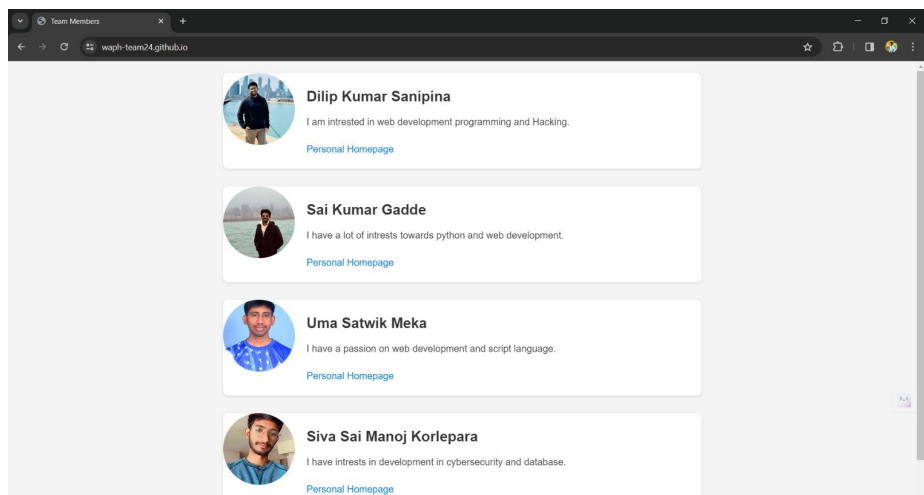 Team Members
waph-team24.github.io
Dilip Kumar Sanipina
I am intrested in web development programming and Hacking.
Personal Homepage
Sai Kumar Gadde
I have a lot of intrests towards python and web development.
Personal Homepage
Uma Satwik Meka
I have a passion on web development and script language.
Personal Homepage
Siva Sai Manoj Korlepara
I have intrests in development in cybersecurity and database.
Personal Homepage